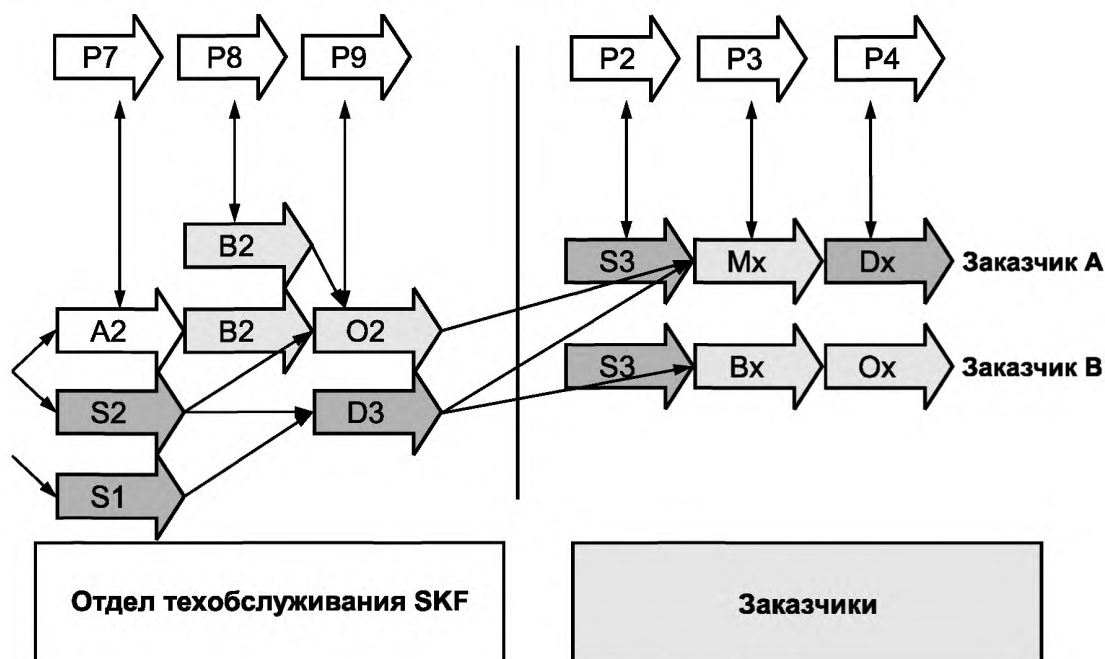 P7 P8 P9 P2 P3 P4
B2 S3 Mx Dx Заказчик A
A2 B2 O2
S3 Bx Ox Заказчик B
S2 D3
S1
Отдел техобслуживания SKF
Заказчики